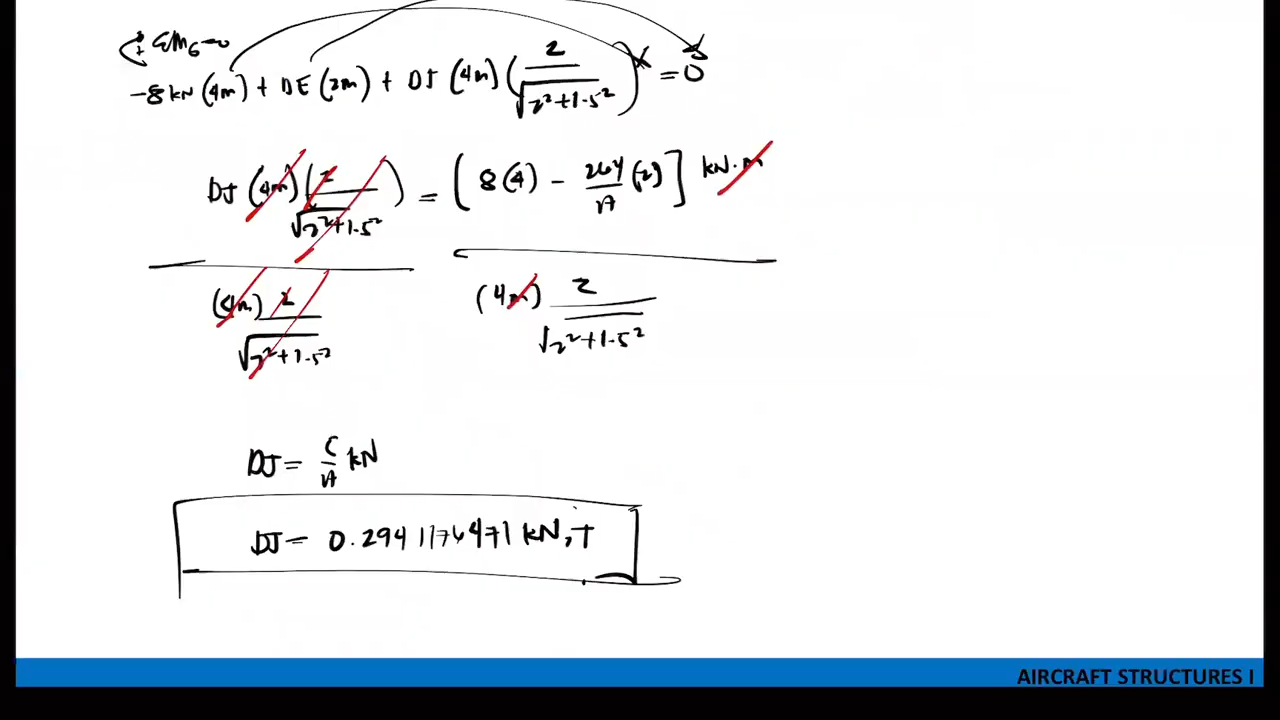 + ΣM_G = 0
-8kN (4m) + DE (2m) + DJ (4m) (2/√(2²+1.5²)) = 0
DJ (4m) (2/√(2²+1.5²)) = [8(4) - 264/17 (2)] kN·m
(4m) 2/√(2²+1.5²) (4m) 2/√(2²+1.5²)
DJ = 5/17 kN
DJ = 0.2941176471 kN, T
AIRCRAFT STRUCTURES I